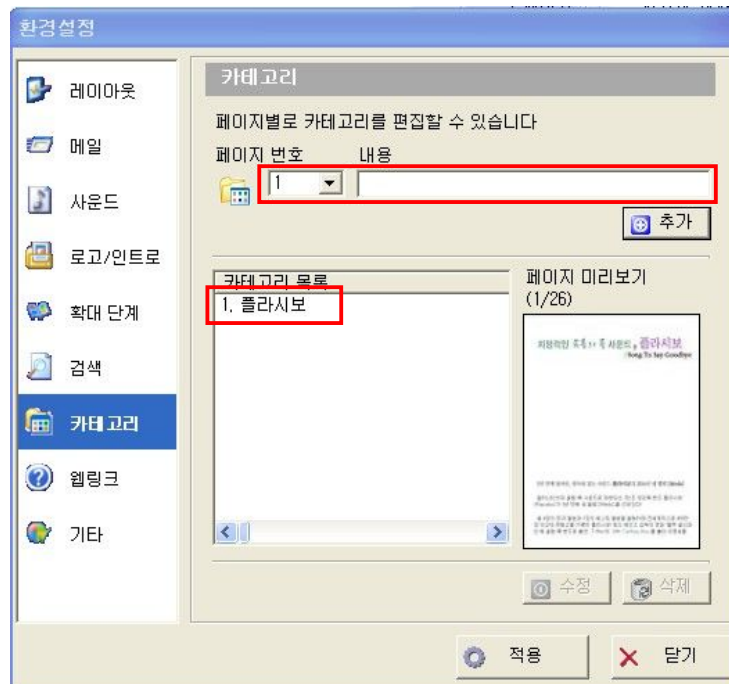 환경설정
레이아웃
메일
사운드
로고/인트로
확대 단계
검색
카테고리
웹링크
기타
카테고리
페이지별로 카테고리를 편집할 수 있습니다
페이지 번호 내용
1
추가
카테고리 목록
1. 플라시보
페이지 미리보기
(1/26)
플라시보
Song To Say Goodbye
수정 삭제
적용 닫기